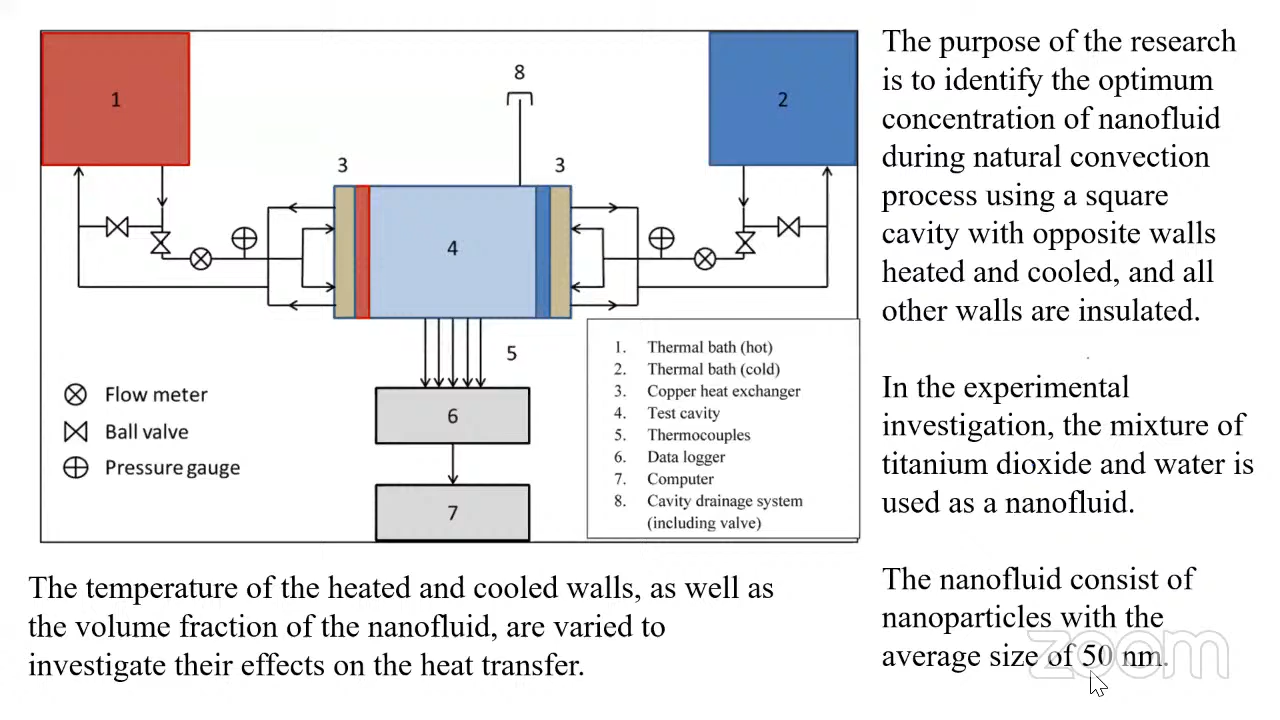 1
2
8
3
3
4
5
6
7
Flow meter
Ball valve
Pressure gauge
1. Thermal bath (hot)
2. Thermal bath (cold)
3. Copper heat exchanger
4. Test cavity
5. Thermocouples
6. Data logger
7. Computer
8. Cavity drainage system
(including valve)
The purpose of the research
is to identify the optimum
concentration of nanofluid
during natural convection
process using a square
cavity with opposite walls
heated and cooled, and all
other walls are insulated.
In the experimental
investigation, the mixture of
titanium dioxide and water is
used as a nanofluid.
The nanofluid consist of
nanoparticles with the
average size of 50 nm.
zoom
The temperature of the heated and cooled walls, as well as
the volume fraction of the nanofluid, are varied to
investigate their effects on the heat transfer.